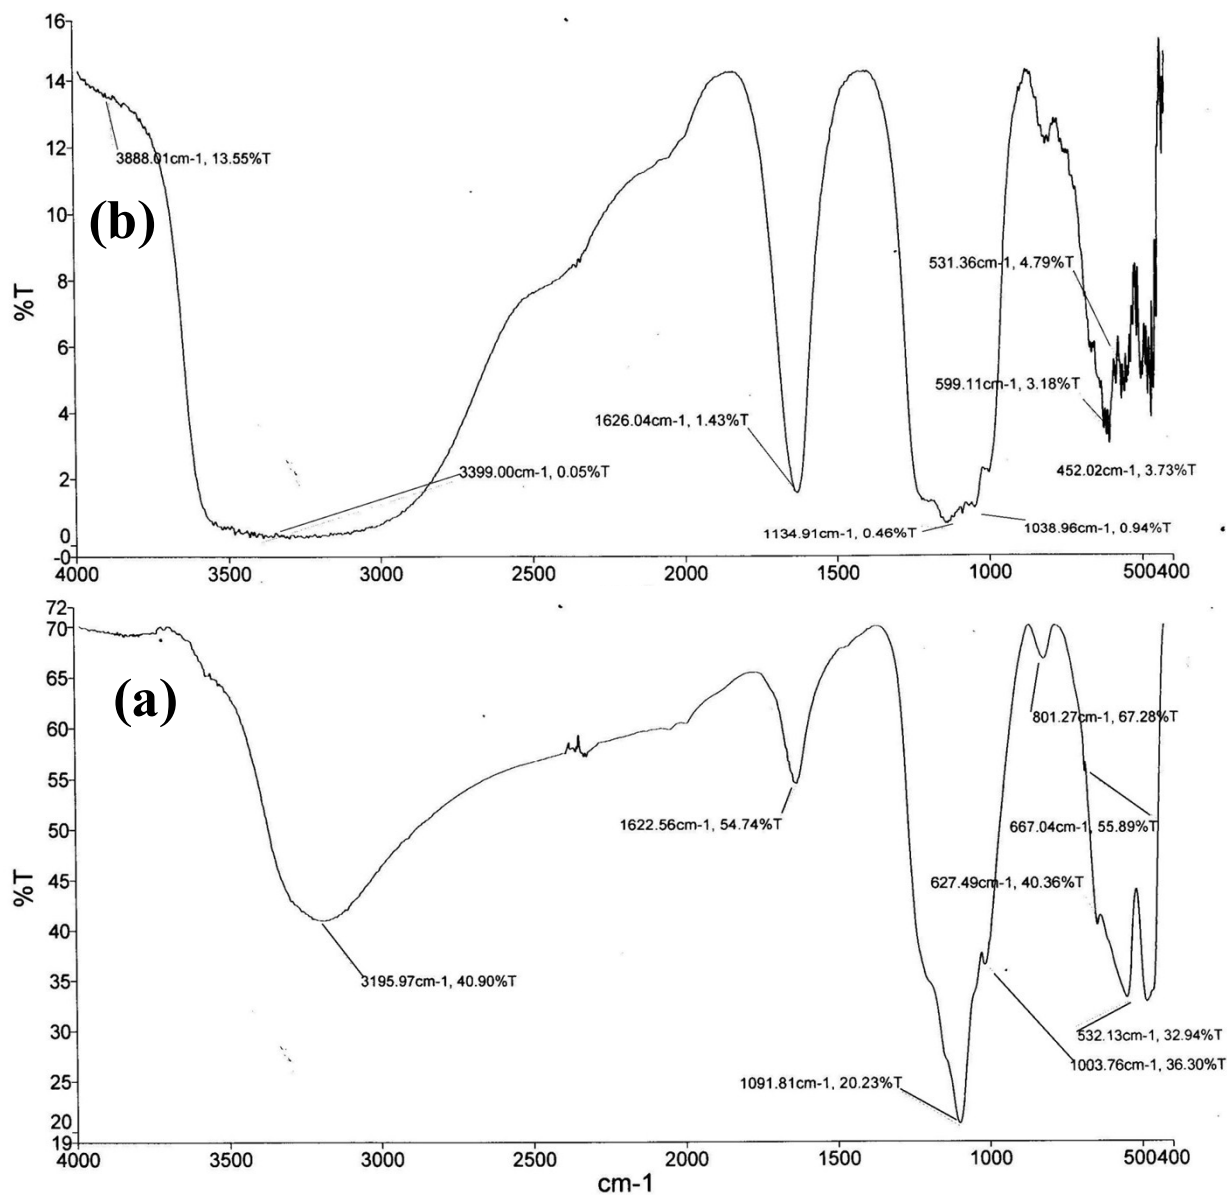 16
14
12
10
8
6
4
2
0
-0
%T
(b)
3888.01cm-1, 13.55%T
3399.00cm-1, 0.05%T
1626.04cm-1, 1.43%T
1134.91cm-1, 0.46%T
1038.96cm-1, 0.94%T
531.36cm-1, 4.79%T
599.11cm-1, 3.18%T
452.02cm-1, 3.73%T
4000 3500 3000 2500 2000 1500 1000 500400
72
70
65
60
55
50
45
40
35
30
25
20
19
%T
(a)
3195.97cm-1, 40.90%T
1622.56cm-1, 54.74%T
1091.81cm-1, 20.23%T
801.27cm-1, 67.28%T
667.04cm-1, 55.89%T
627.49cm-1, 40.36%T
532.13cm-1, 32.94%T
1003.76cm-1, 36.30%T
4000 3500 3000 2500 2000 1500 1000 500400
cm-1